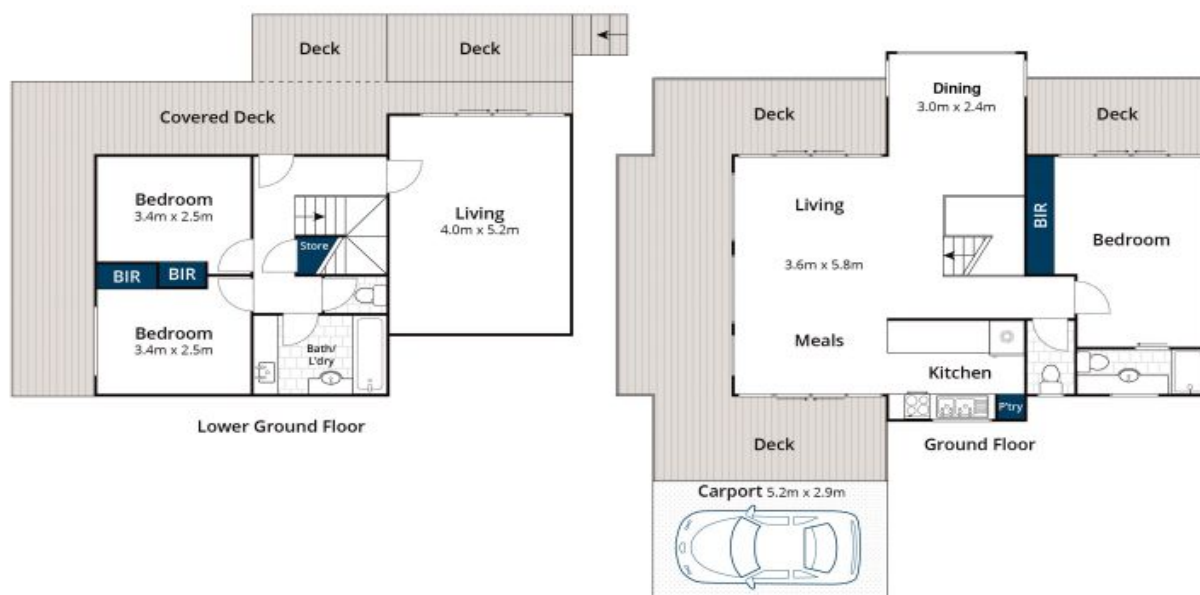 Deck
Deck
Covered Deck
Bedroom
3.4m x 2.5m
Living
4.0m x 5.2m
Store
BIR
BIR
Bedroom
3.4m x 2.5m
Bath/
L'dry
Lower Ground Floor
Dining
3.0m x 2.4m
Deck
Deck
Living
BIR
Bedroom
3.6m x 5.8m
Meals
Kitchen
P'try
Deck
Ground Floor
Carport 5.2m x 2.9m